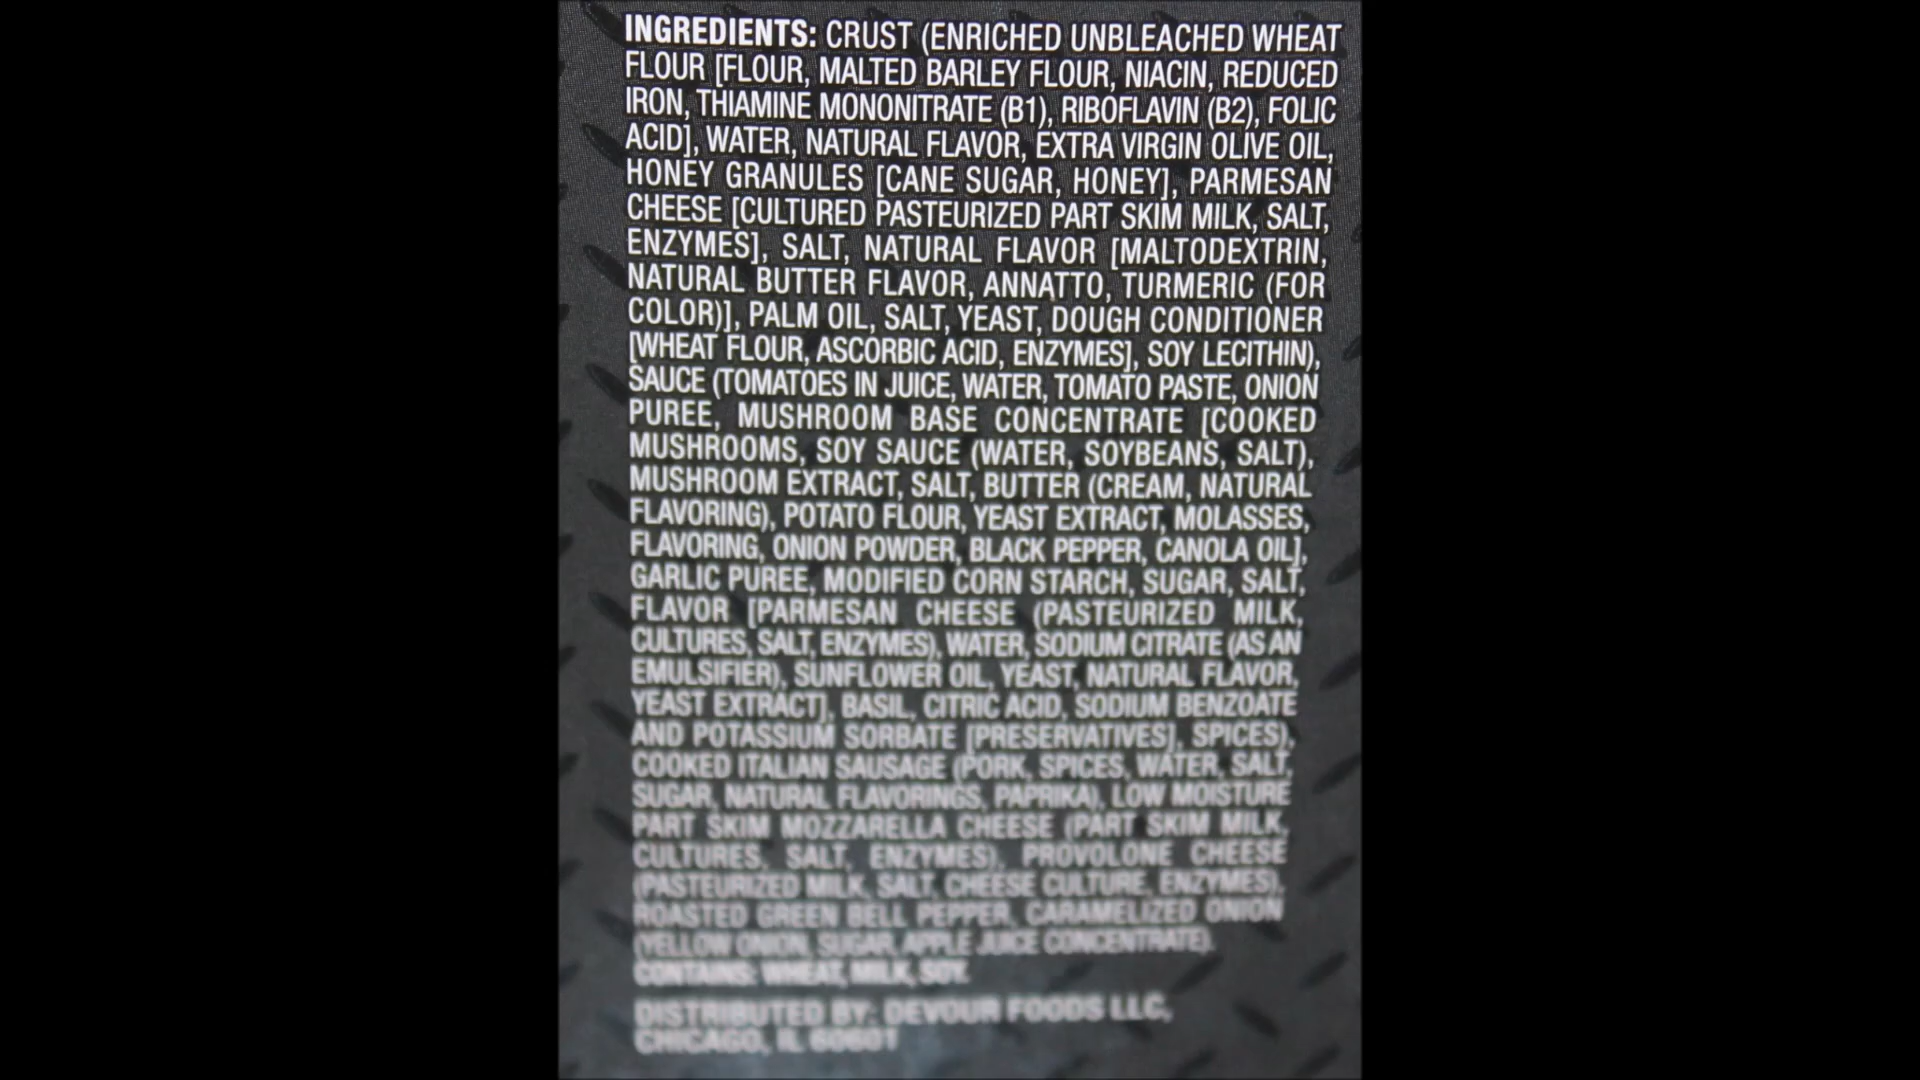 INGREDIENTS: CRUST (ENRICHED UNBLEACHED WHEAT
FLOUR [FLOUR, MALTED BARLEY FLOUR, NIACIN, REDUCED
IRON, THIAMINE MONONITRATE (B1), RIBOFLAVIN (B2), FOLIC
ACID], WATER, NATURAL FLAVOR, EXTRA VIRGIN OLIVE OIL,
HONEY GRANULES [CANE SUGAR, HONEY], PARMESAN
CHEESE [CULTURED PASTEURIZED PART SKIM MILK, SALT,
ENZYMES], SALT, NATURAL FLAVOR [MALTODEXTRIN,
NATURAL BUTTER FLAVOR, ANNATTO, TURMERIC (FOR
COLOR)], PALM OIL, SALT, YEAST, DOUGH CONDITIONER
[WHEAT FLOUR, ASCORBIC ACID, ENZYMES], SOY LECITHIN),
SAUCE (TOMATOES IN JUICE, WATER, TOMATO PASTE, ONION
PUREE, MUSHROOM BASE CONCENTRATE [COOKED
MUSHROOMS, SOY SAUCE (WATER, SOYBEANS, SALT),
MUSHROOM EXTRACT, SALT, BUTTER (CREAM, NATURAL
FLAVORING), POTATO FLOUR, YEAST EXTRACT, MOLASSES,
FLAVORING, ONION POWDER, BLACK PEPPER, CANOLA OIL],
GARLIC PUREE, MODIFIED CORN STARCH, SUGAR, SALT,
FLAVOR [PARMESAN CHEESE (PASTEURIZED MILK,
CULTURES, SALT, ENZYMES), WATER, SODIUM CITRATE (AS AN
EMULSIFIER), SUNFLOWER OIL, YEAST, NATURAL FLAVOR,
YEAST EXTRACT], BASIL, CITRIC ACID, SODIUM BENZOATE
AND POTASSIUM SORBATE [PRESERVATIVES], SPICES),
COOKED ITALIAN SAUSAGE (PORK, SPICES, WATER, SALT,
SUGAR, NATURAL FLAVORINGS, PAPRIKA), LOW MOISTURE
PART SKIM MOZZARELLA CHEESE (PART SKIM MILK,
CULTURES, SALT, ENZYMES), PROVOLONE CHEESE
(PASTEURIZED MILK, SALT, CHEESE CULTURE, ENZYMES),
ROASTED GREEN BELL PEPPER, CARAMELIZED ONION
(YELLOW ONION, SUGAR, APPLE JUICE CONCENTRATE).
CONTAINS: WHEAT, MILK, SOY.
DISTRIBUTED BY: DEVOUR FOODS LLC,
CHICAGO, IL 60601